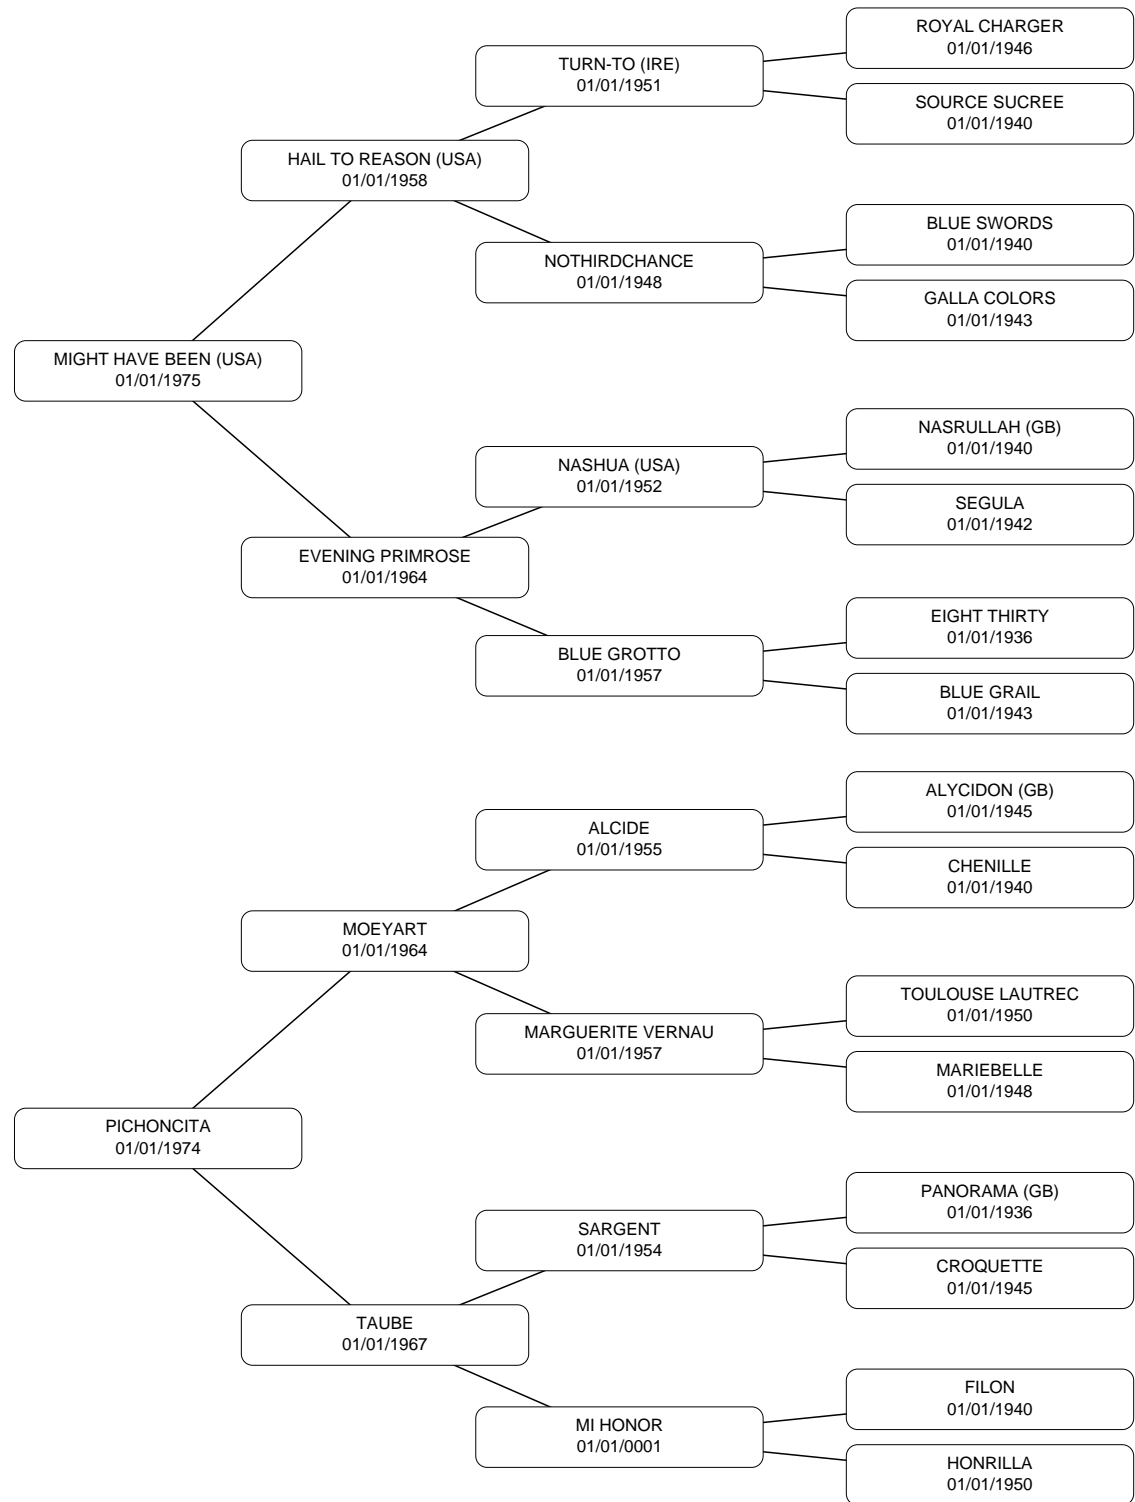 ROYAL CHARGER
01/01/1946
TURN-TO (IRE)
01/01/1951
SOURCE SUCREE
01/01/1940
HAIL TO REASON (USA)
01/01/1958
BLUE SWORDS
01/01/1940
NOTHIRDCHANCE
01/01/1948
GALLA COLORS
01/01/1943
MIGHT HAVE BEEN (USA)
01/01/1975
NASRULLAH (GB)
01/01/1940
NASHUA (USA)
01/01/1952
SEGULA
01/01/1942
EVENING PRIMROSE
01/01/1964
EIGHT THIRTY
01/01/1936
BLUE GROTTO
01/01/1957
BLUE GRAIL
01/01/1943
ALYCIDON (GB)
01/01/1945
ALCIDE
01/01/1955
CHENILLE
01/01/1940
MOEYART
01/01/1964
TOULOUSE LAUTREC
01/01/1950
MARGUERITE VERNAU
01/01/1957
MARIEBELLE
01/01/1948
PICHONCITA
01/01/1974
PANORAMA (GB)
01/01/1936
SARGENT
01/01/1954
CROQUETTE
01/01/1945
TAUBE
01/01/1967
FILON
01/01/1940
MI HONOR
01/01/0001
HONRILLA
01/01/1950